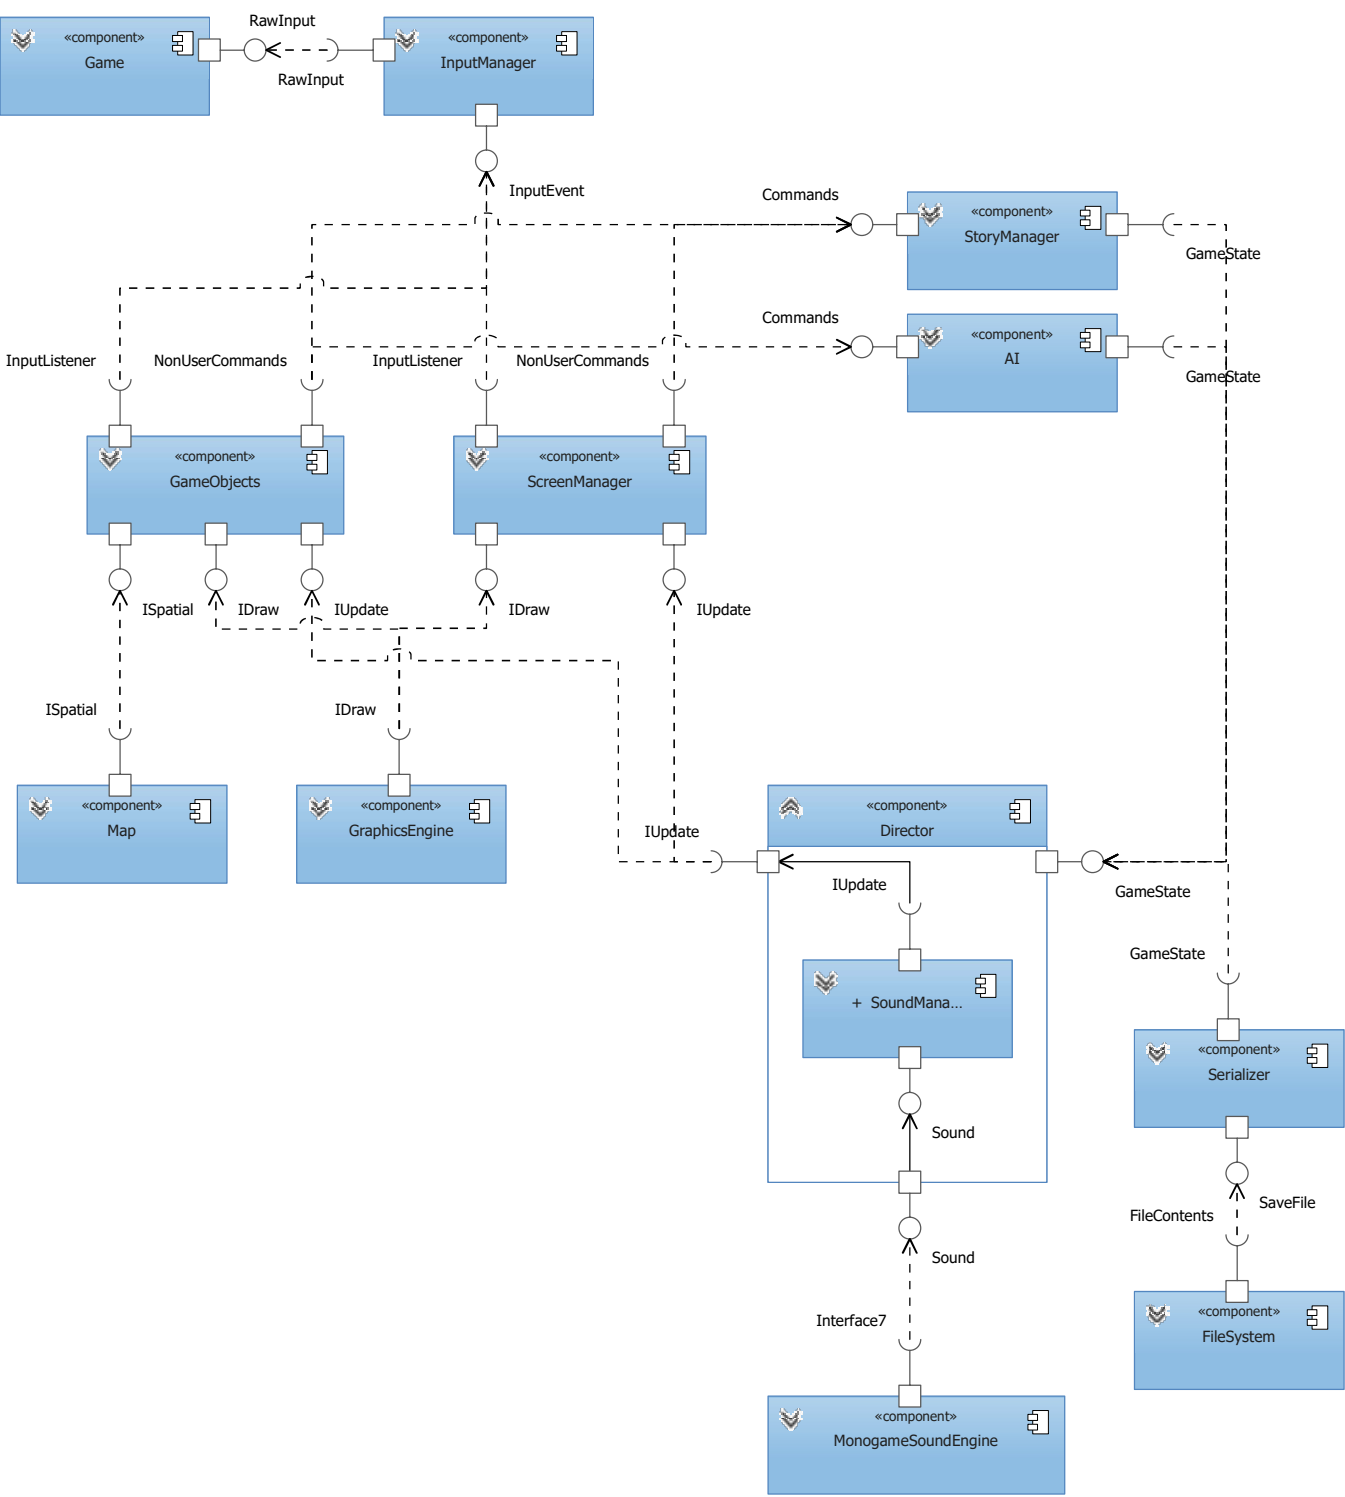 RawInput
«component»
Game
«component»
InputManager
RawInput
InputEvent
Commands
«component»
StoryManager
GameState
Commands
«component»
AI
GameState
InputListener
NonUserCommands
InputListener
NonUserCommands
«component»
GameObjects
«component»
ScreenManager
ISpatial
IDraw
IUpdate
IDraw
IUpdate
ISpatial
IDraw
«component»
Map
«component»
GraphicsEngine
IUpdate
«component»
Director
IUpdate
GameState
GameState
+ SoundMana...
«component»
Serializer
Sound
FileContents
SaveFile
Sound
Interface7
«component»
FileSystem
«component»
MonogameSoundEngine